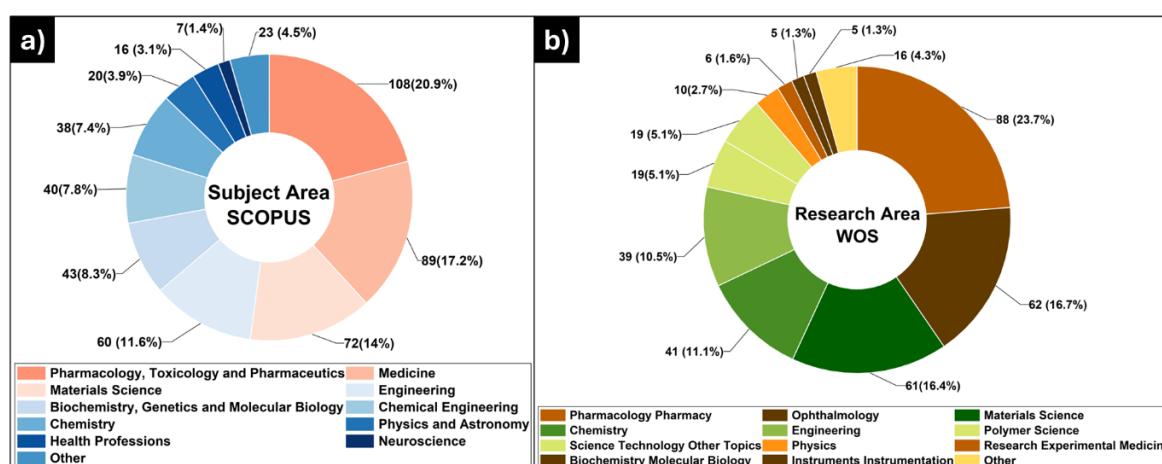 a)
7(1.4%)
23 (4.5%)
16 (3.1%)
20(3.9%)
108(20.9%)
38(7.4%)
40(7.8%)
Subject Area
SCOPUS
43(8.3%)
89(17.2%)
60 (11.6%)
72(14%)
Pharmacology, Toxicology and Pharmaceutics
Medicine
Materials Science
Engineering
Biochemistry, Genetics and Molecular Biology
Chemical Engineering
Chemistry
Physics and Astronomy
Health Professions
Neuroscience
Other
b)
5 (1.3%)
5 (1.3%)
6 (1.6%)
16 (4.3%)
10(2.7%)
88 (23.7%)
19 (5.1%)
19(5.1%)
Research Area
WOS
39 (10.5%)
62 (16.7%)
41 (11.1%)
61(16.4%)
Pharmacology Pharmacy
Ophthalmology
Materials Science
Chemistry
Engineering
Polymer Science
Science Technology Other Topics
Physics
Research Experimental Medicin
Biochemistry Molecular Biology
Instruments Instrumentation
Other